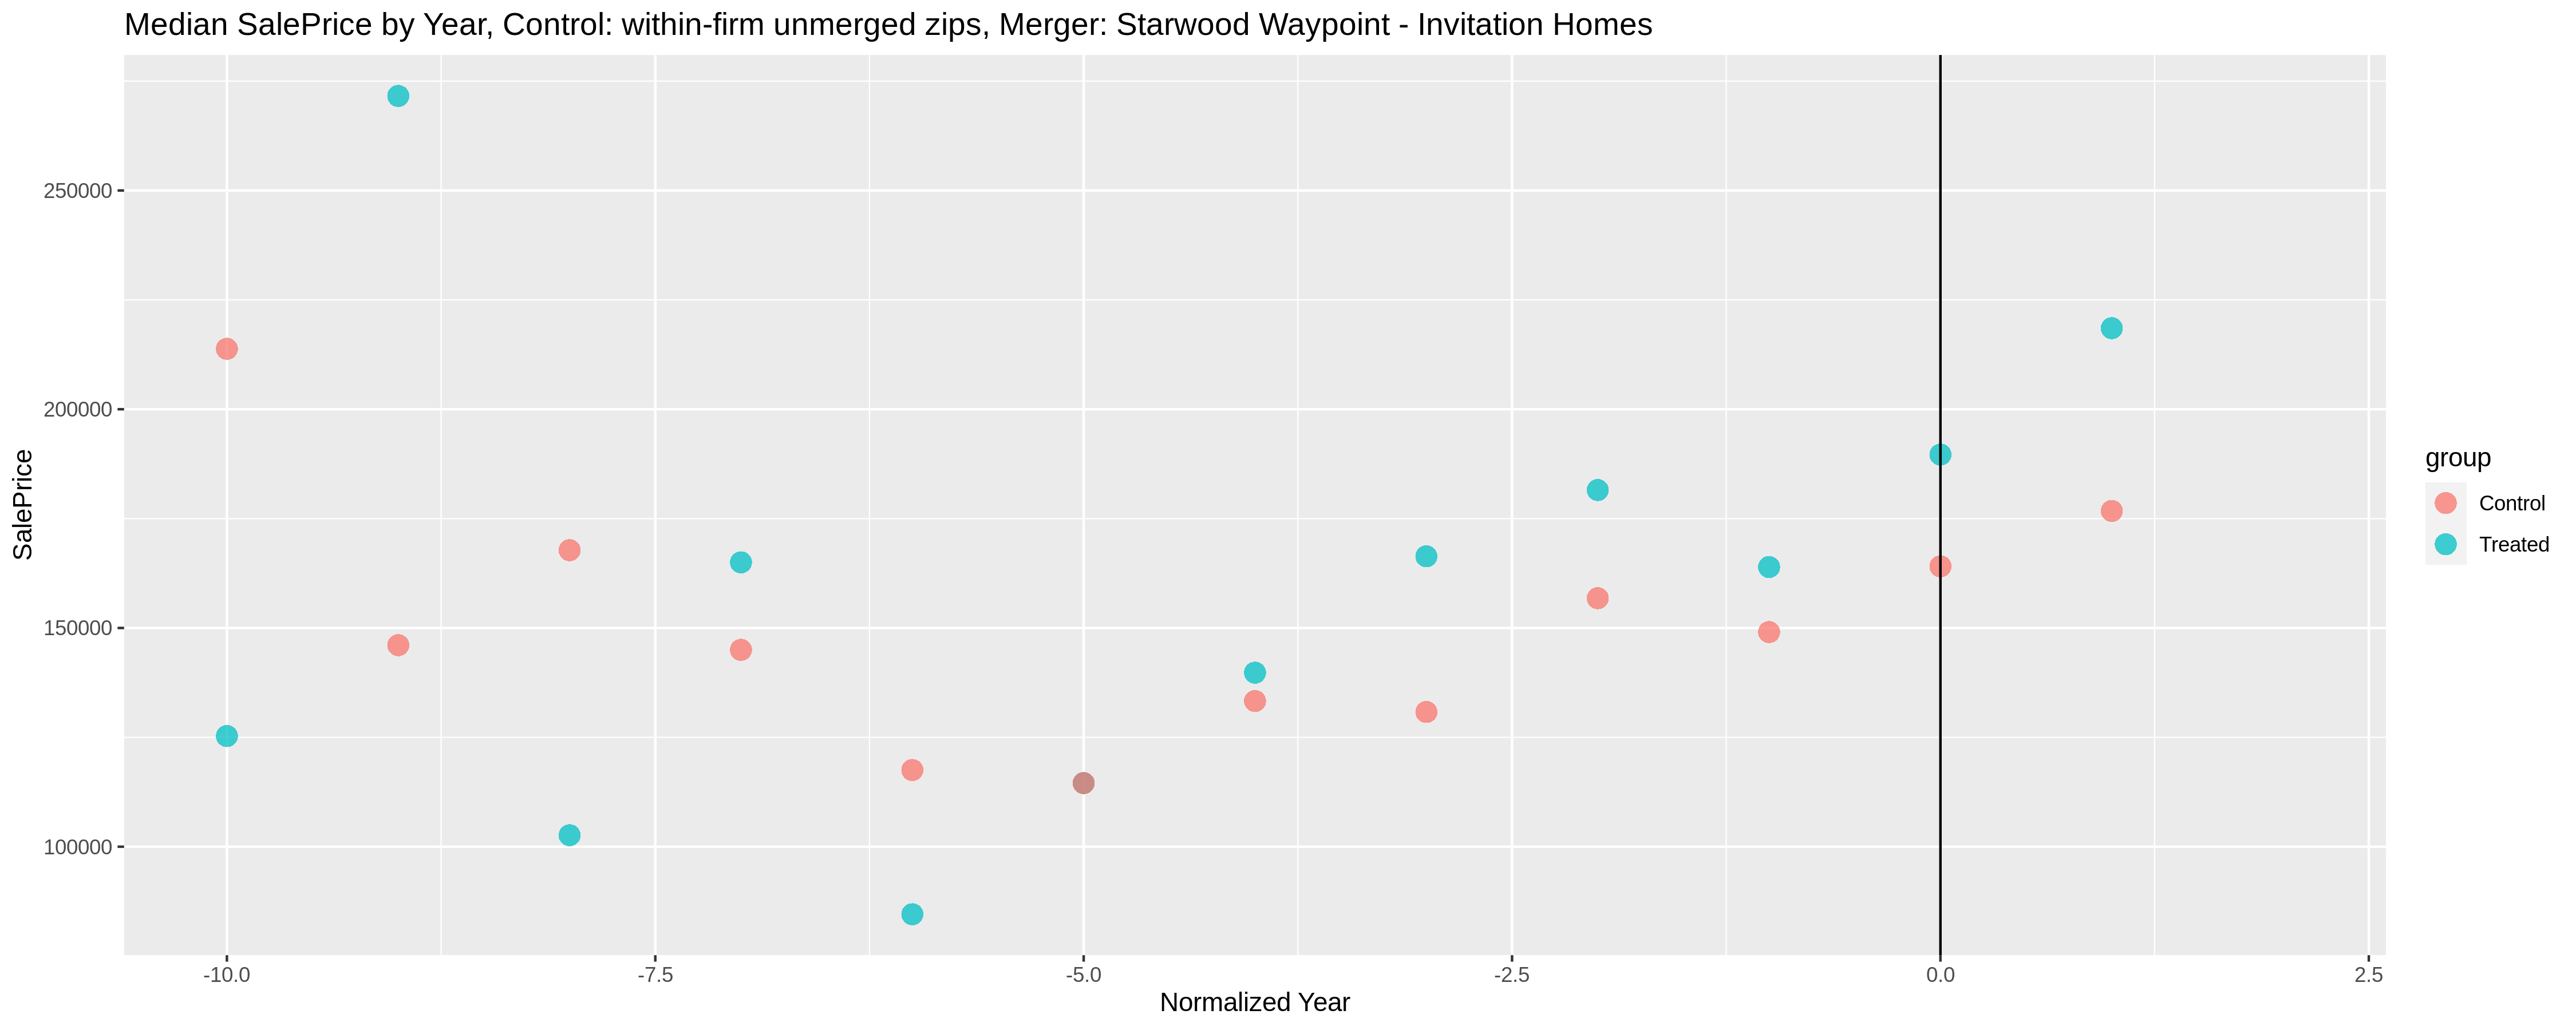 Median SalePrice by Year, Control: within-firm unmerged zips, Merger: Starwood Waypoint - Invitation Homes
SalePrice
250000
200000
150000
100000
-10.0
-7.5
-5.0
-2.5
0.0
2.5
Normalized Year
group
Control
Treated